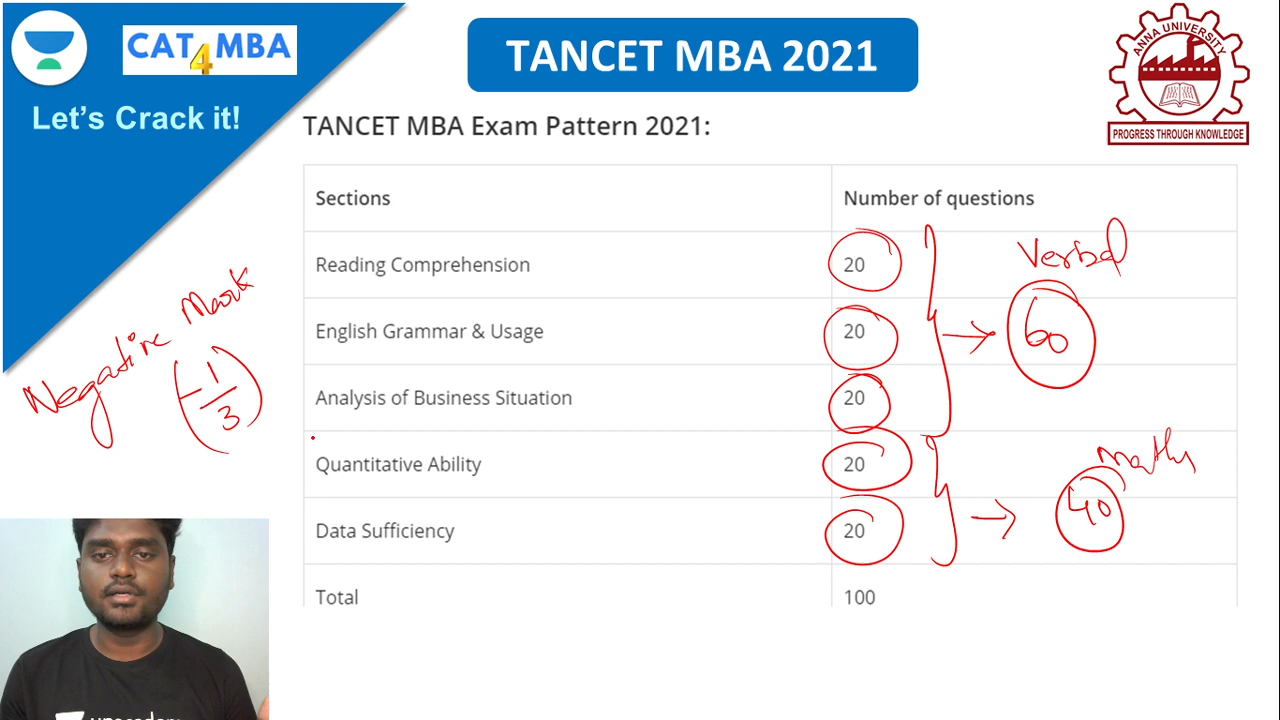 CAT4MBA
Let's Crack it!
TANCET MBA 2021
ANNA UNIVERSITY
PROGRESS THROUGH KNOWLEDGE
TANCET MBA Exam Pattern 2021:
Sections Number of questions
Reading Comprehension 20
English Grammar & Usage 20
Analysis of Business Situation 20
Quantitative Ability 20
Data Sufficiency 20
Total 100
Verbal
60
maths
40
Negative Mark
(-1/3)